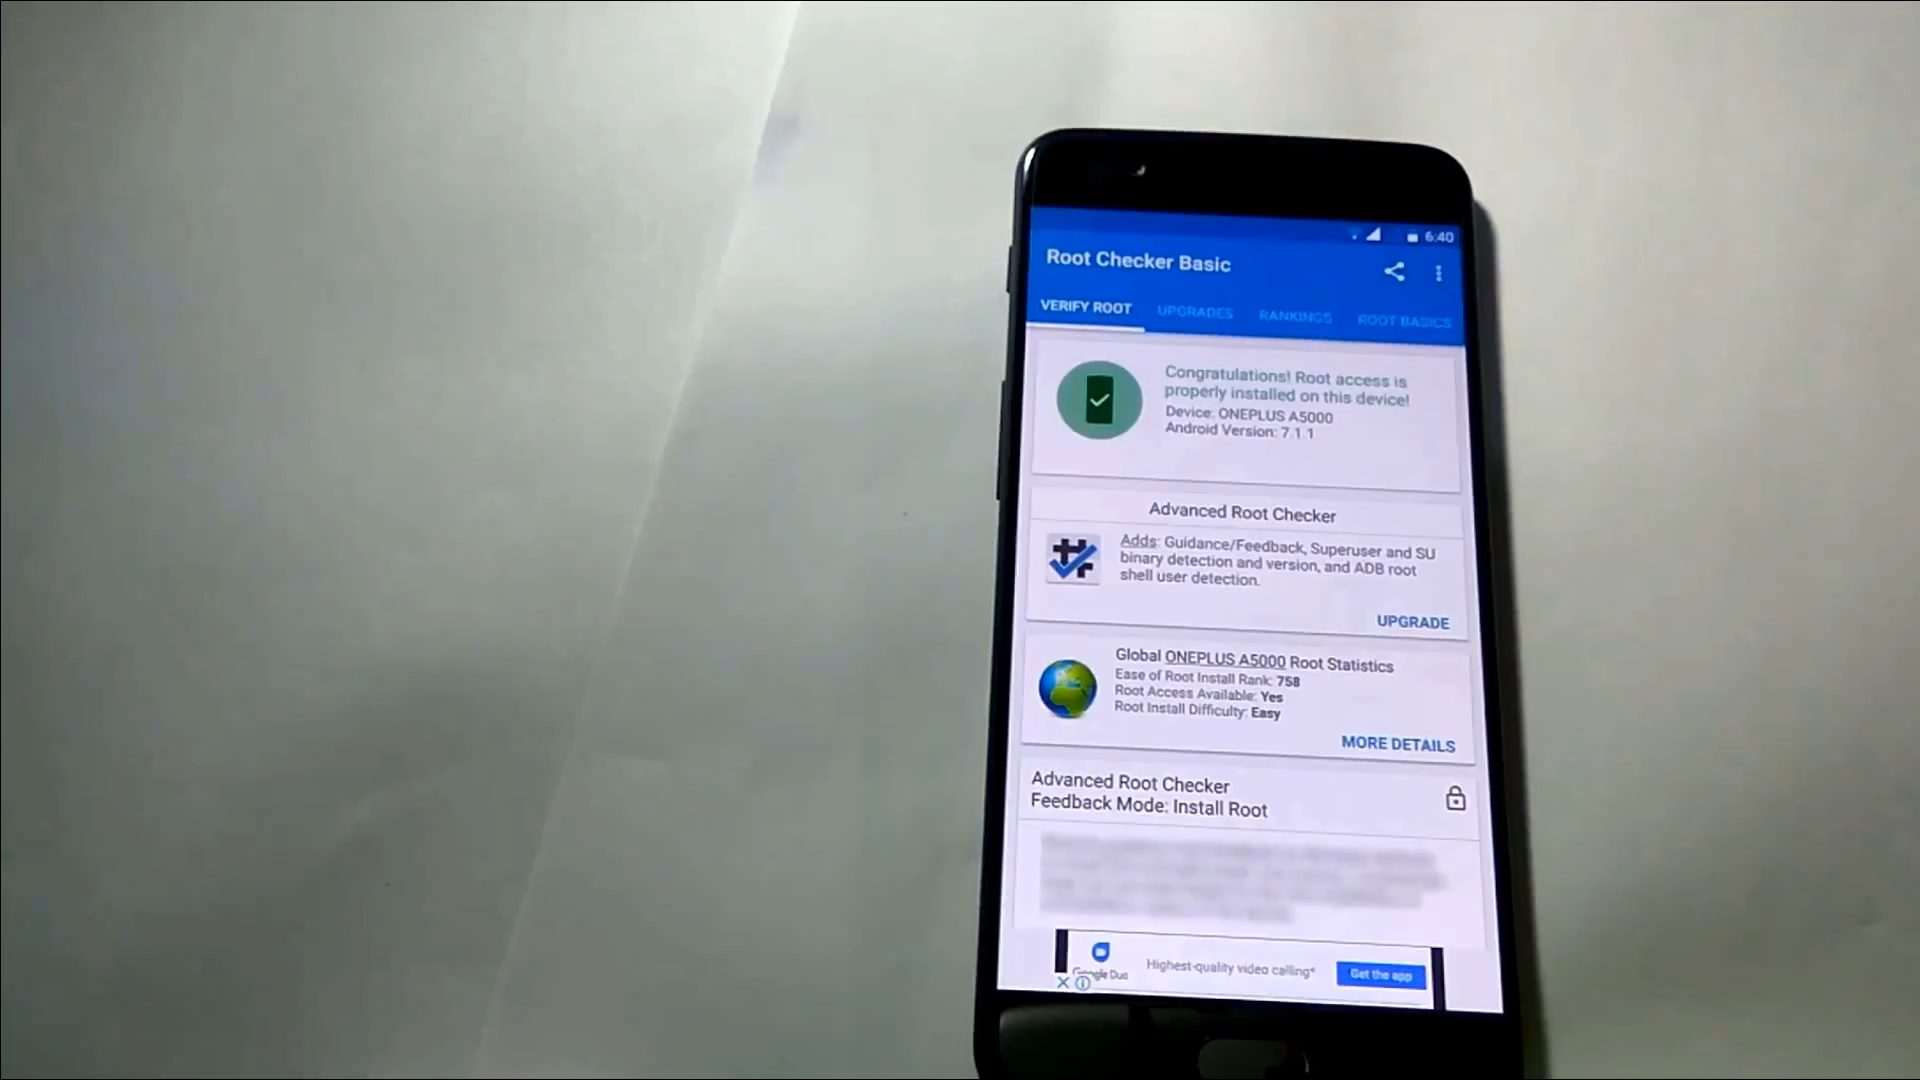 6:40
Root Checker Basic
VERIFY ROOT UPGRADES RANKINGS ROOT BASICS
Congratulations! Root access is
properly installed on this device!
Device: ONEPLUS A5000
Android Version: 7.1.1
Advanced Root Checker
Adds: Guidance/Feedback, Superuser and SU
binary detection and version, and ADB root
shell user detection.
UPGRADE
Global ONEPLUS A5000 Root Statistics
Ease of Root Install Rank: 758
Root Access Available: Yes
Root Install Difficulty: Easy
MORE DETAILS
Advanced Root Checker
Feedback Mode: Install Root
Google Duo
Highest-quality video calling*
Get the app